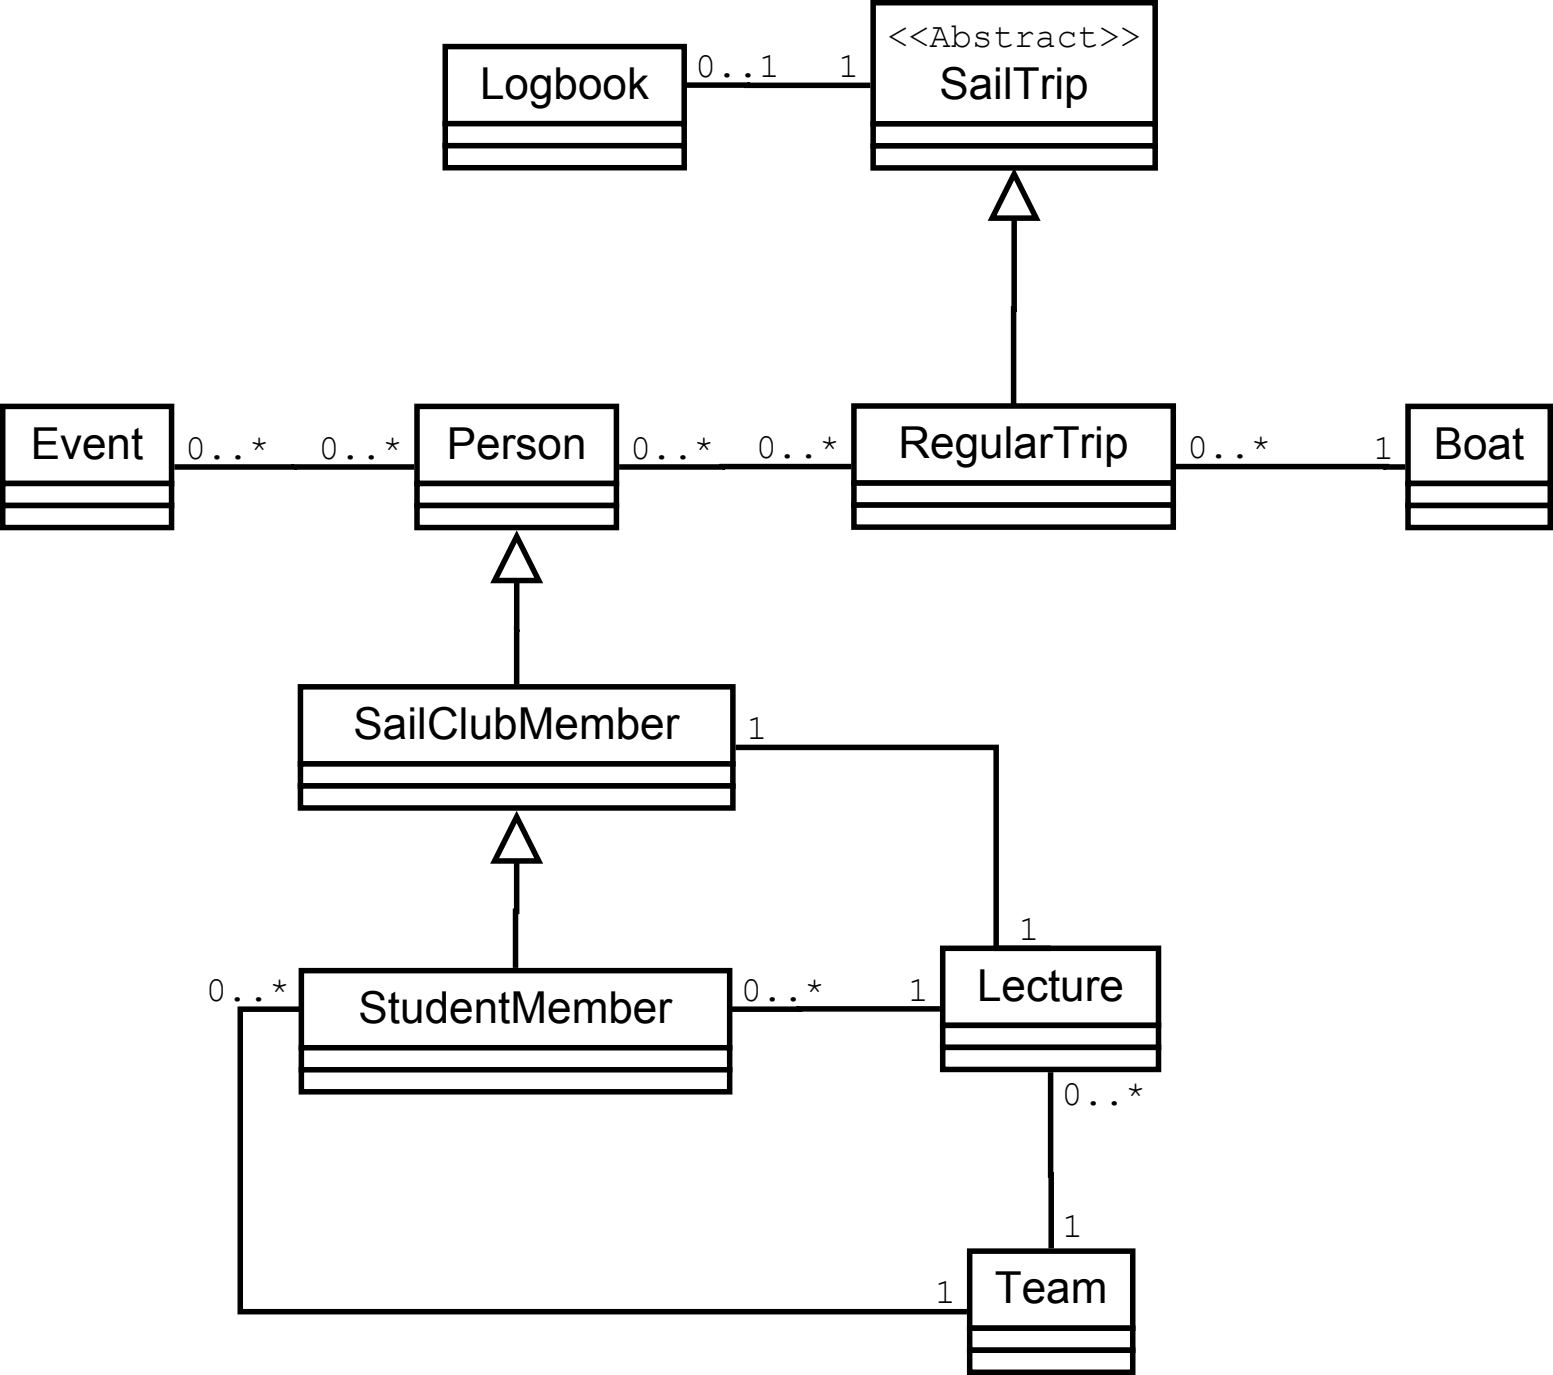 <<Abstract>>
Logbook
0..1
1
SailTrip
Event
0..*
0..*
Person
0..*
0..*
RegularTrip
0..*
1
Boat
SailClubMember
1
1
0..*
StudentMember
0..*
1
Lecture
0..*
1
1
Team